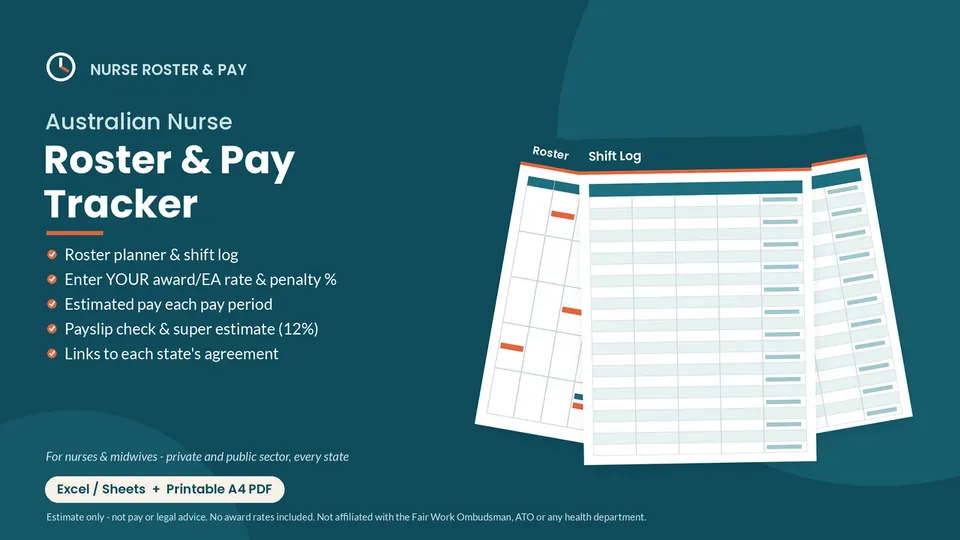 NURSE ROSTER & PAY
Australian Nurse
Roster & Pay
Tracker
Roster planner & shift log
Enter YOUR award/EA rate & penalty %
Estimated pay each pay period
Payslip check & super estimate (12%)
Links to each state's agreement
For nurses & midwives - private and public sector, every state
Excel / Sheets + Printable A4 PDF
Estimate only - not pay or legal advice. No award rates included. Not affiliated with the Fair Work Ombudsman, ATO or any health department.
Roster
Shift Log